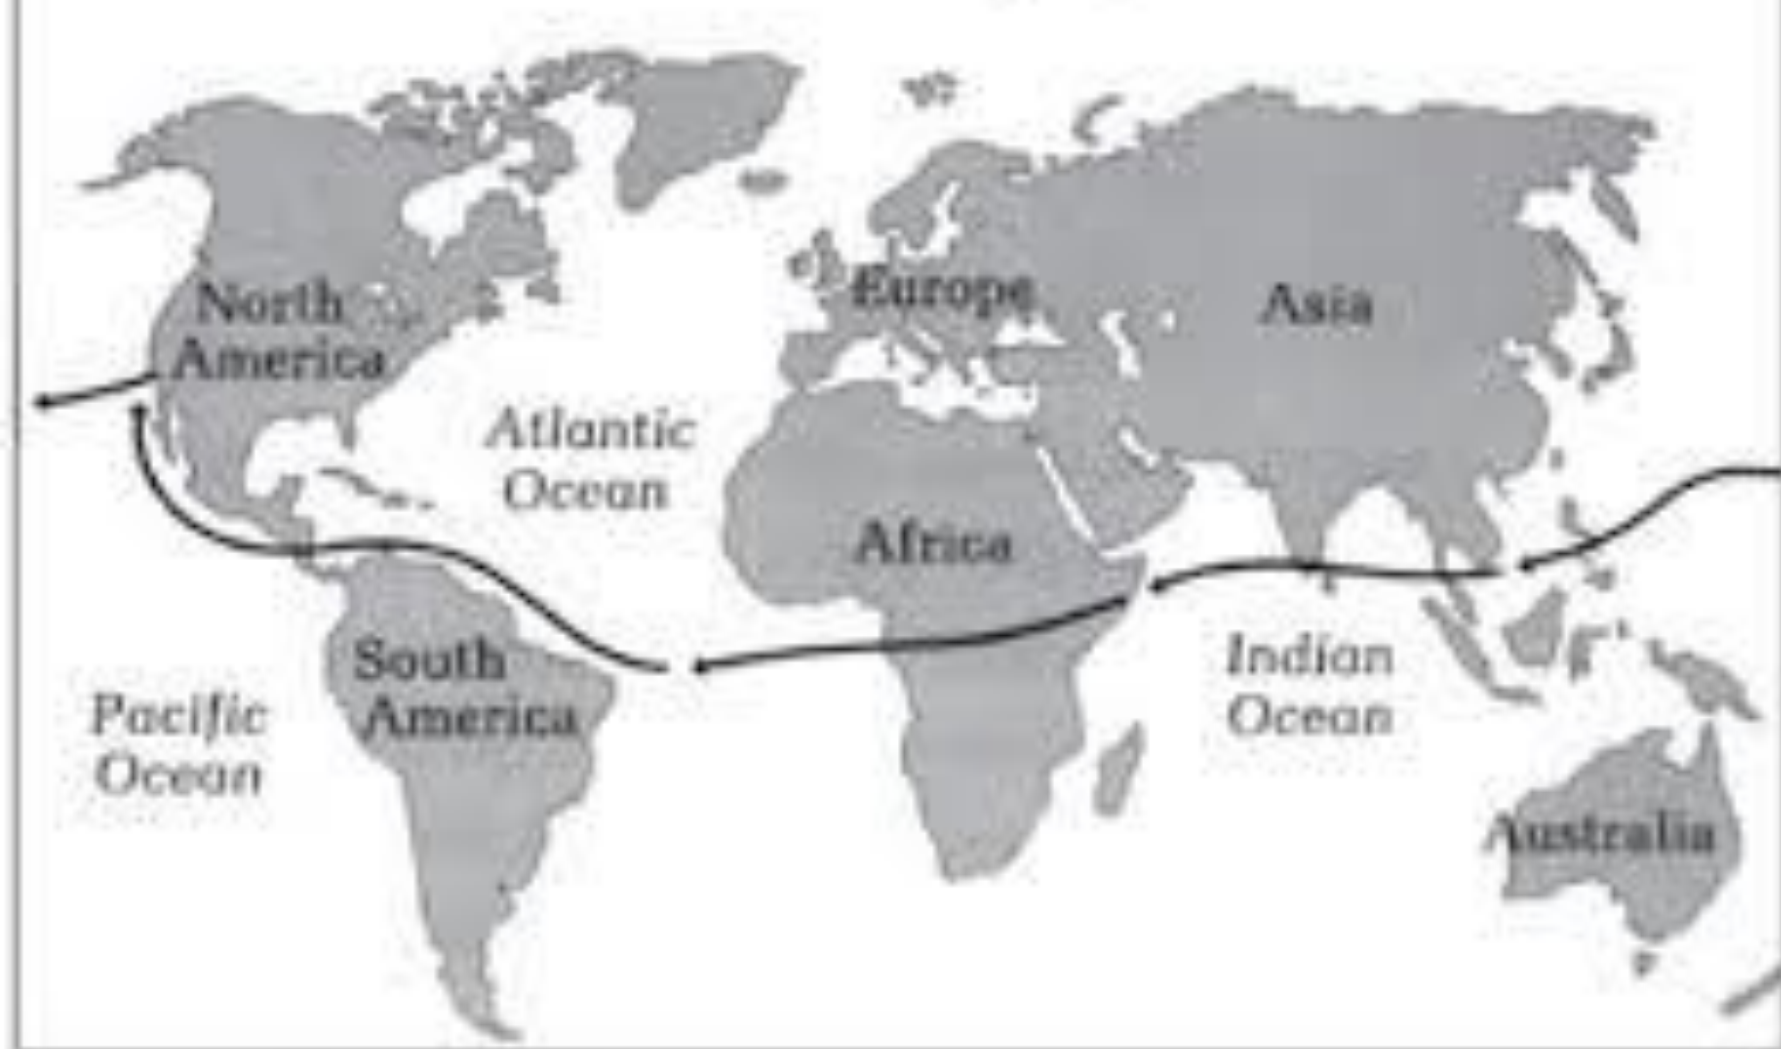 North
America
Europe
Asia
Atlantic
Ocean
Africa
South
America
Indian
Ocean
Pacific
Ocean
Australia